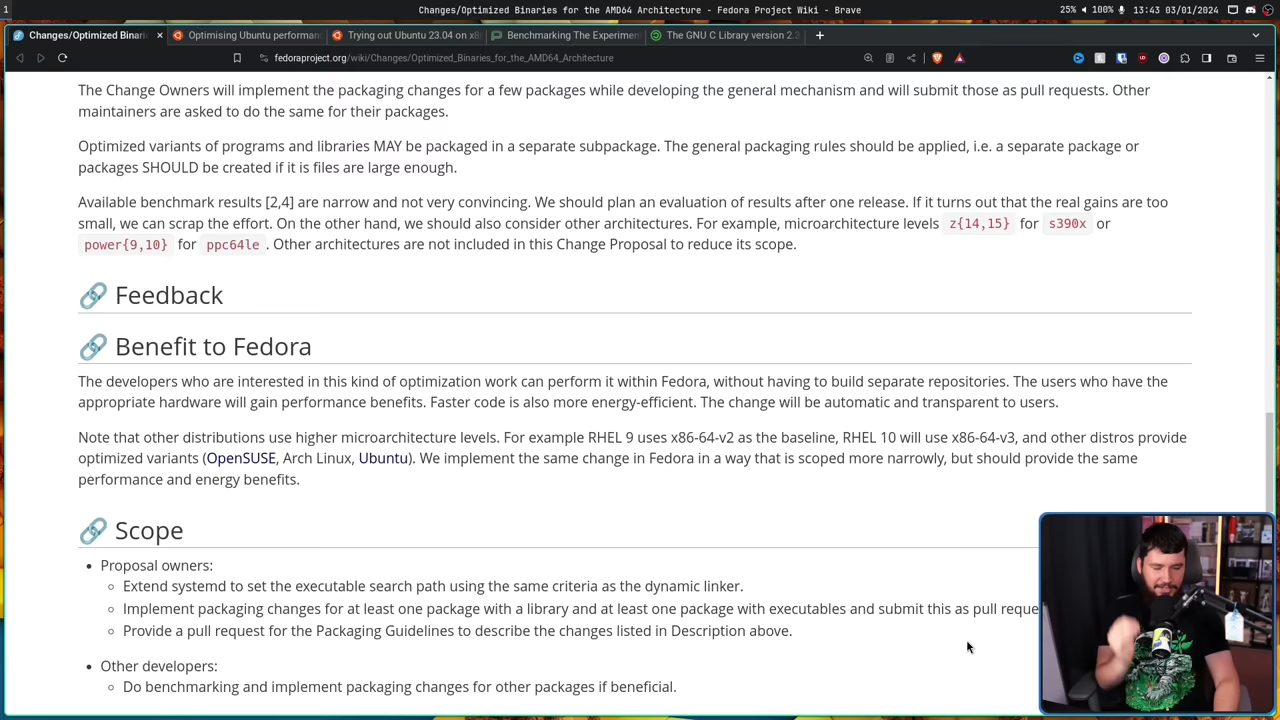 1
Changes/Optimized Binaries for the AMD64 Architecture - Fedora Project Wiki - Brave
25%
100%
13:43 03/01/2024
Changes/Optimized Binari
Optimising Ubuntu performan
Trying out Ubuntu 23.04 on x8
Benchmarking The Experimen
The GNU C Library version 2.3
fedoraproject.org/wiki/Changes/Optimized_Binaries_for_the_AMD64_Architecture
The Change Owners will implement the packaging changes for a few packages while developing the general mechanism and will submit those as pull requests. Other
maintainers are asked to do the same for their packages.
Optimized variants of programs and libraries MAY be packaged in a separate subpackage. The general packaging rules should be applied, i.e. a separate package or
packages SHOULD be created if it is files are large enough.
Available benchmark results [2,4] are narrow and not very convincing. We should plan an evaluation of results after one release. If it turns out that the real gains are too
small, we can scrap the effort. On the other hand, we should also consider other architectures. For example, microarchitecture levels z{14,15} for s390x or
power{9,10} for ppc64le . Other architectures are not included in this Change Proposal to reduce its scope.
Feedback
Benefit to Fedora
The developers who are interested in this kind of optimization work can perform it within Fedora, without having to build separate repositories. The users who have the
appropriate hardware will gain performance benefits. Faster code is also more energy-efficient. The change will be automatic and transparent to users.
Note that other distributions use higher microarchitecture levels. For example RHEL 9 uses x86-64-v2 as the baseline, RHEL 10 will use x86-64-v3, and other distros provide
optimized variants (OpenSUSE, Arch Linux, Ubuntu). We implement the same change in Fedora in a way that is scoped more narrowly, but should provide the same
performance and energy benefits.
Scope
• Proposal owners:
Extend systemd to set the executable search path using the same criteria as the dynamic linker.
Implement packaging changes for at least one package with a library and at least one package with executables and submit this as pull reque
Provide a pull request for the Packaging Guidelines to describe the changes listed in Description above.
• Other developers:
Do benchmarking and implement packaging changes for other packages if beneficial.